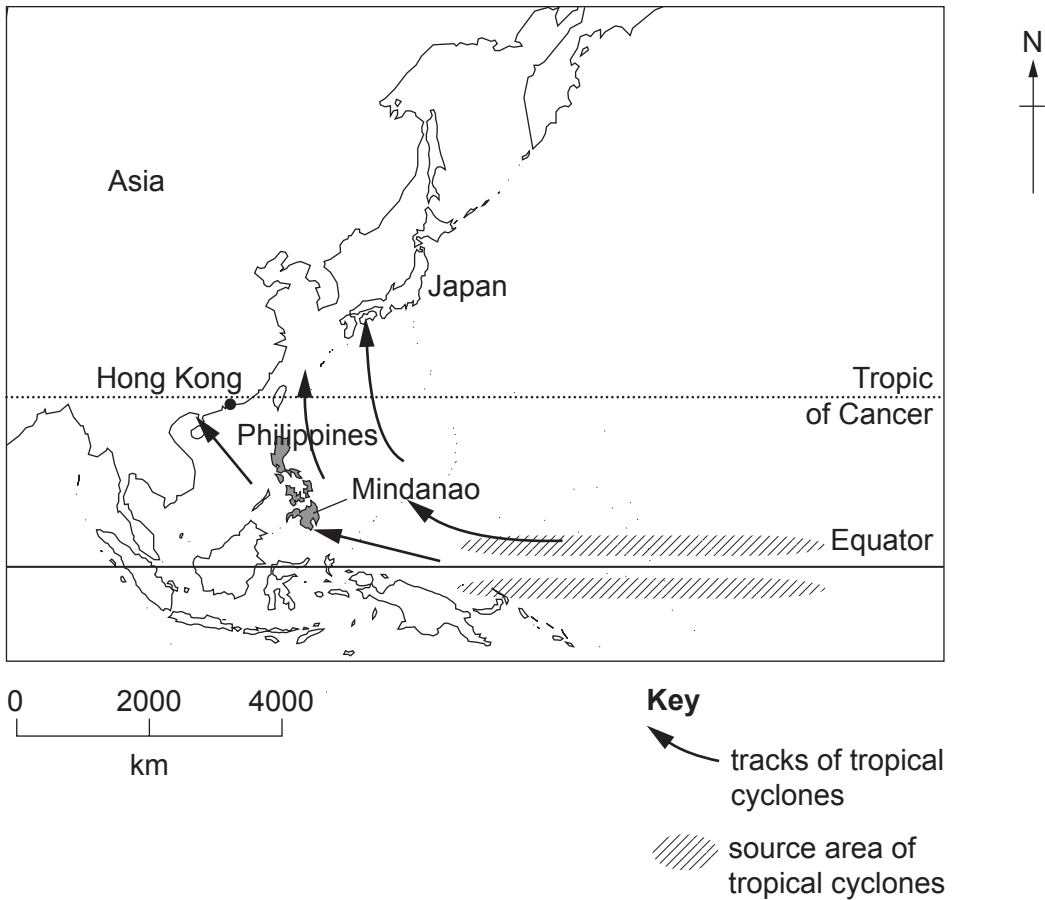 N
Asia
Japan
Hong Kong
Tropic
of Cancer
Philippines
Mindanao
Equator
0 2000 4000
km
Key
tracks of tropical
cyclones
source area of
tropical cyclones